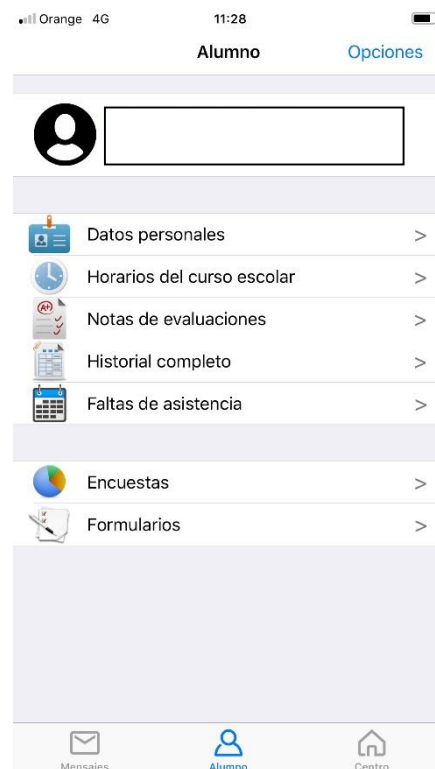 Orange 4G 11:28
Alumno Opciones
Datos personales >
Horarios del curso escolar >
Notas de evaluaciones >
Historial completo >
Faltas de asistencia >
Encuestas >
Formularios >
Mensajes Alumno Centro